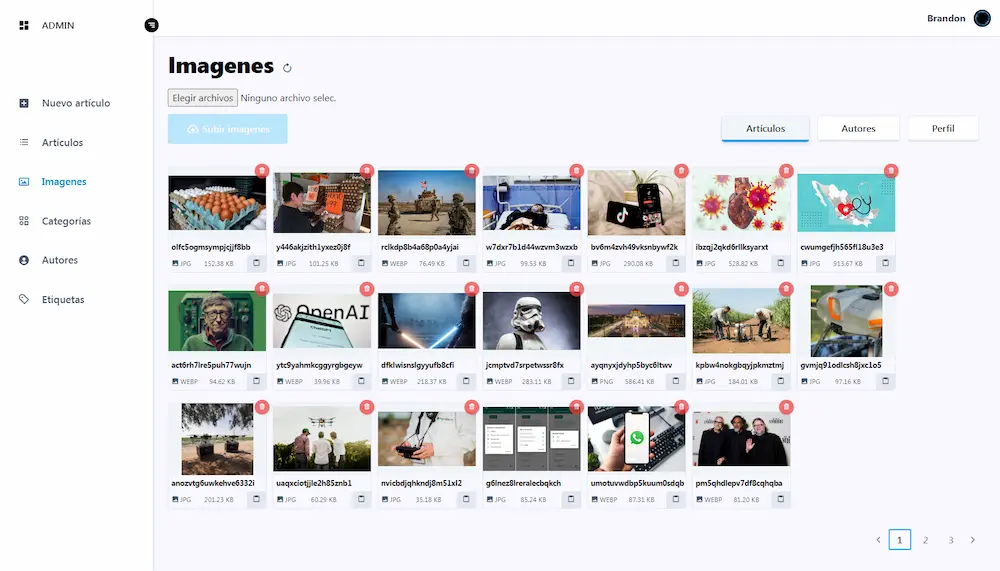 ADMIN
Brandon
Nuevo artículo
Artículos
Imagenes
Categorías
Autores
Etiquetas
Imagenes
Elegir archivos Ninguno archivo selec.
Subir imagenes
Artículos Autores Perfil
olfc5ogmsympjcjjf8bb y446akjzith1yxez0j8f rclkdp8b4a68p0a4yjai w7dxr7b1d44wzvm3wzxb bv6m4zvh49vksnbywf2k ibzqj2qkd6rllksyarxt cwumgefjh565fl18u3e3
JPG 152.38 KB JPG 101.25 KB WEBP 76.49 KB JPG 99.53 KB JPG 290.08 KB JPG 528.82 KB JPG 913.67 KB
OpenAI
act6rh7lre5puh77wujn ytc9yahmkcggyrgbgeyw dfklwisnslgyyufb8cfi jcmptvd7srpetwssr8fx ayqnyxjdyhp5byc6ltwv kpbw4nokgbqyjpkmztmj gvmjq91odlcsh8jxc1o5
WEBP 94.62 KB WEBP 39.96 KB WEBP 218.37 KB WEBP 283.11 KB PNG 586.41 KB JPG 184.01 KB JPG 97.16 KB
anozvtg6uwkehve6332i uaqxciotjjle2h85znb1 nvicbdjqhkndj8m51xl2 g6lnez8lreralecbqkch umotuvwdbp5kuum0sdqb pm5qhdlepv7df8cqhqba
JPG 201.23 KB JPG 60.29 KB JPG 35.18 KB JPG 85.24 KB WEBP 87.31 KB WEBP 81.20 KB
1 2 3